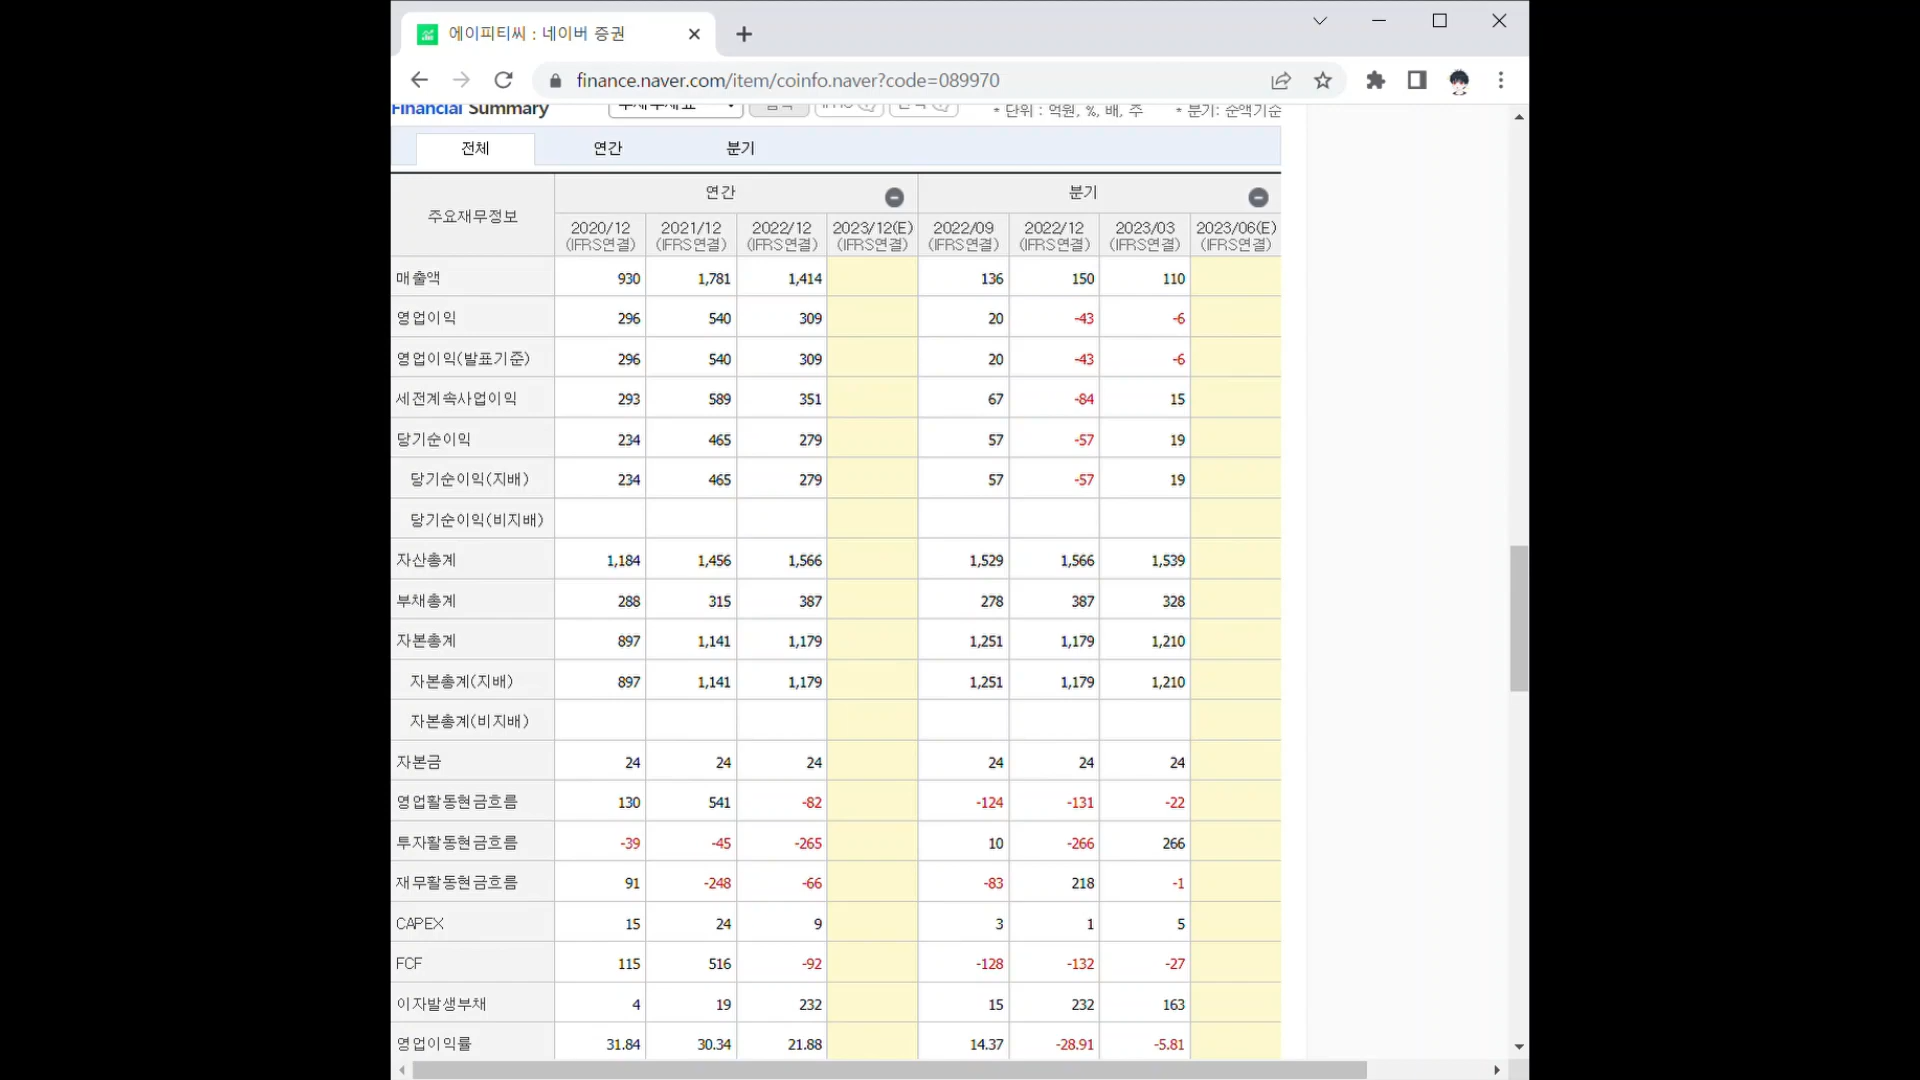 에이피티씨 : 네이버 증권
finance.naver.com/item/coinfo.naver?code=089970
Financial Summary * 단위 : 억원, %, 배, 주 * 분기: 순액기준
전체 연간 분기
주요재무정보 연간 분기
2020/12 2021/12 2022/12 2023/12(E) 2022/09 2022/12 2023/03 2023/06(E)
(IFRS연결) (IFRS연결) (IFRS연결) (IFRS연결) (IFRS연결) (IFRS연결) (IFRS연결) (IFRS연결)
매출액 930 1,781 1,414 136 150 110
영업이익 296 540 309 20 -43 -6
영업이익(발표기준) 296 540 309 20 -43 -6
세전계속사업이익 293 589 351 67 -84 15
당기순이익 234 465 279 57 -57 19
당기순이익(지배) 234 465 279 57 -57 19
당기순이익(비지배)
자산총계 1,184 1,456 1,566 1,529 1,566 1,539
부채총계 288 315 387 278 387 328
자본총계 897 1,141 1,179 1,251 1,179 1,210
자본총계(지배) 897 1,141 1,179 1,251 1,179 1,210
자본총계(비지배)
자본금 24 24 24 24 24 24
영업활동현금흐름 130 541 -82 -124 -131 -22
투자활동현금흐름 -39 -45 -265 10 -266 266
재무활동현금흐름 91 -248 -66 -83 218 -1
CAPEX 15 24 9 3 1 5
FCF 115 516 -92 -128 -132 -27
이자발생부채 4 19 232 15 232 163
영업이익률 31.84 30.34 21.88 14.37 -28.91 -5.81